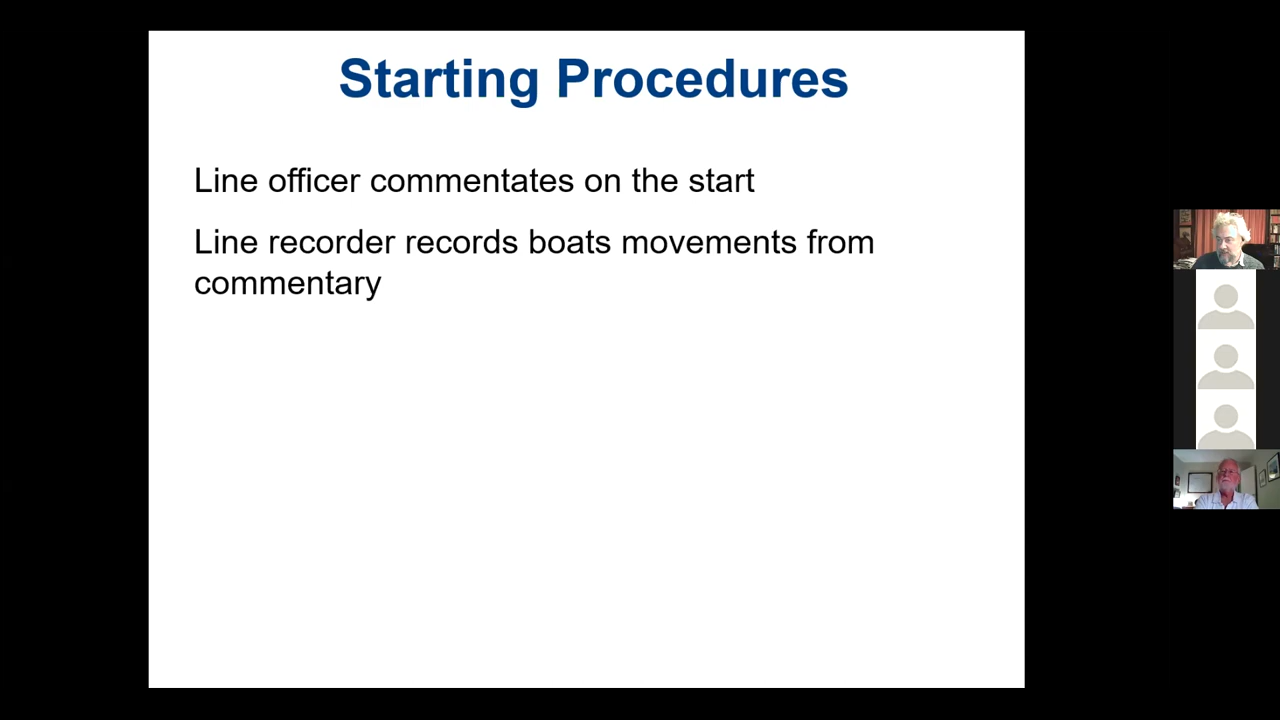 Starting Procedures
Line officer commentates on the start
Line recorder records boats movements from
commentary